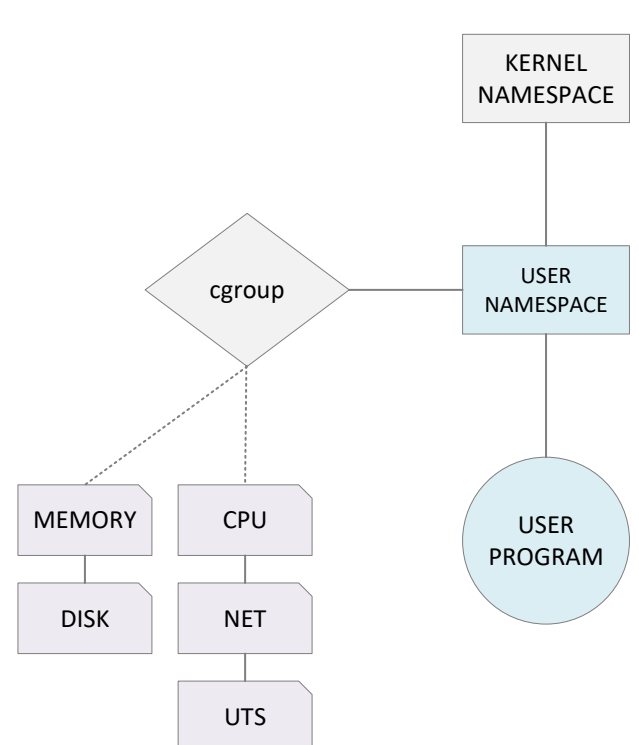 KERNEL
NAMESPACE
cgroup
USER
NAMESPACE
MEMORY
CPU
USER
PROGRAM
DISK
NET
UTS